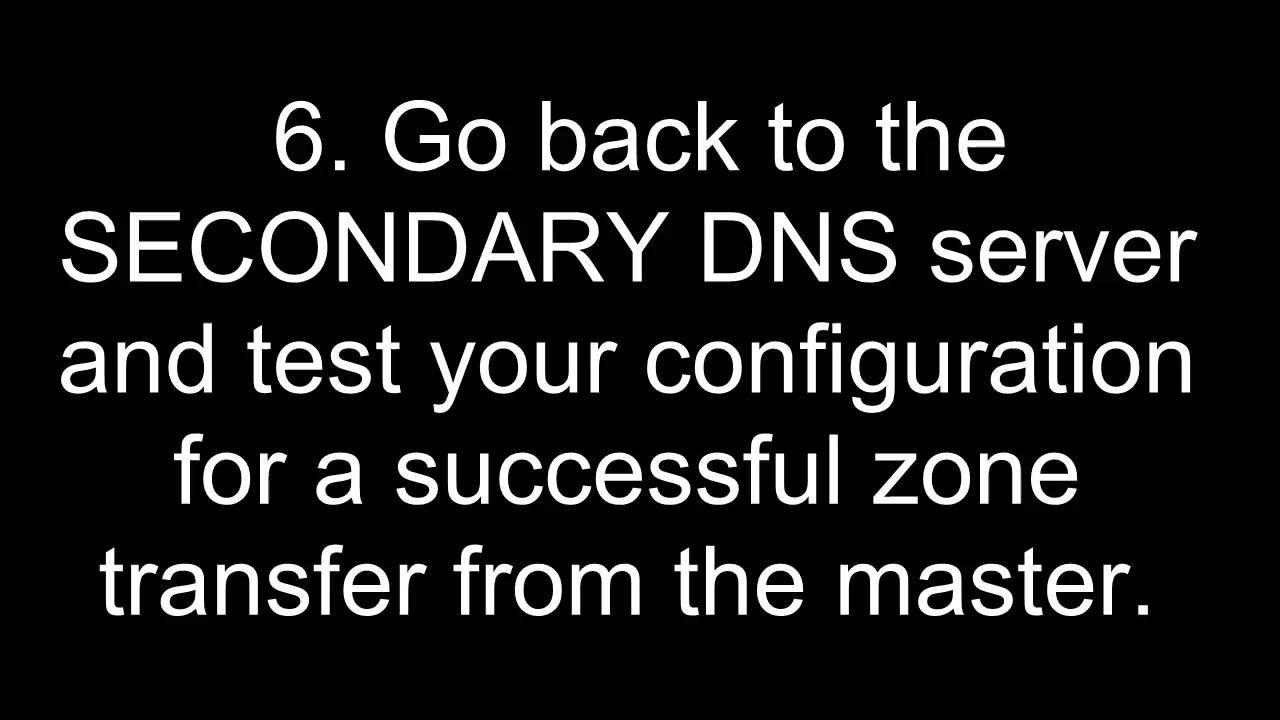 6. Go back to the
SECONDARY DNS server
and test your configuration
for a successful zone
transfer from the master.